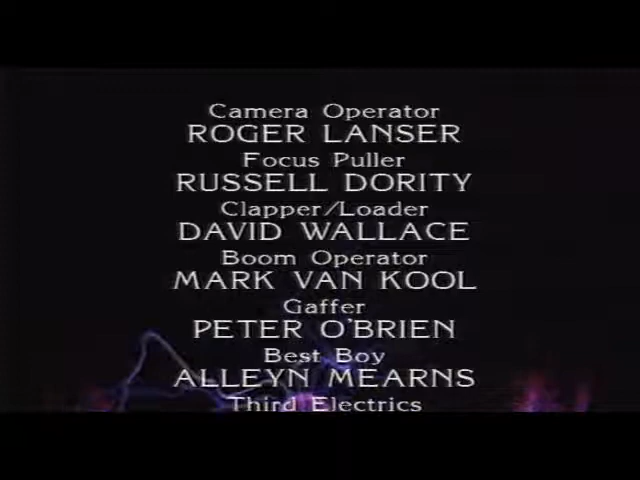 Camera Operator
ROGER LANSER
Focus Puller
RUSSELL DORITY
Clapper/Loader
DAVID WALLACE
Boom Operator
MARK VAN KOOL
Gaffer
PETER O'BRIEN
Best Boy
ALLEYN MEARNS
Third Electrics